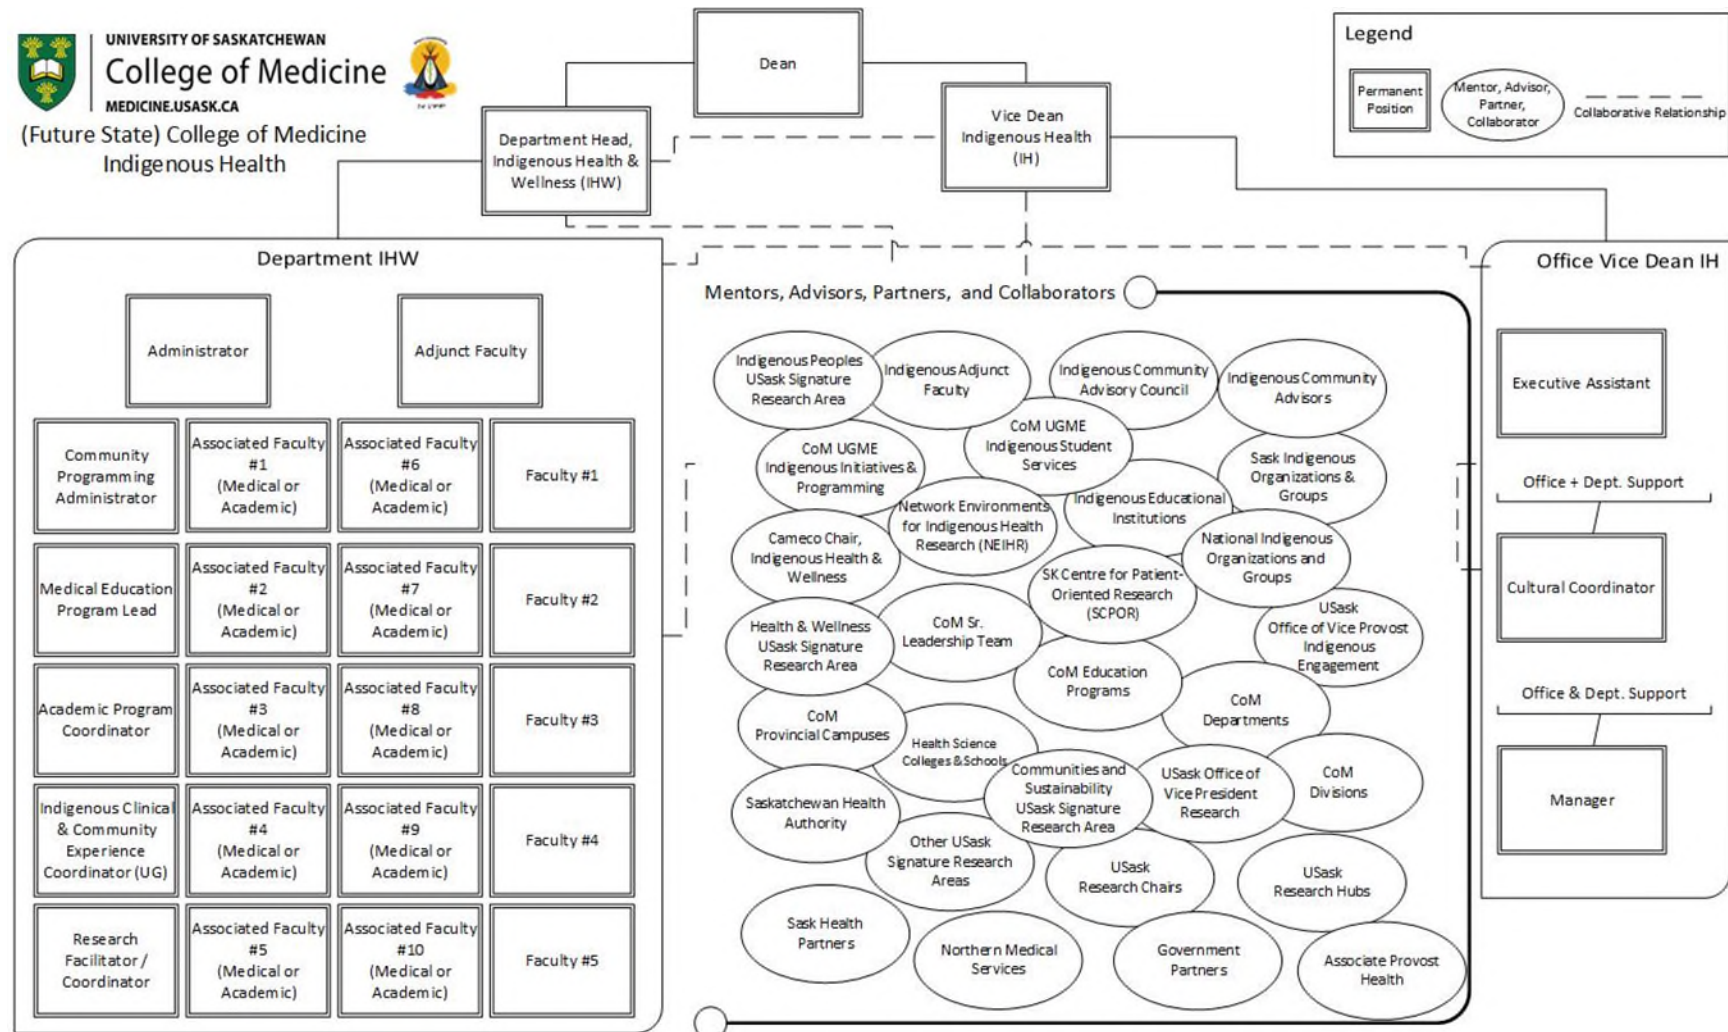 UNIVERSITY OF SASKATCHEWAN
College of Medicine
MEDICINE.USASK.CA
(Future State) College of Medicine
Indigenous Health
Dean
Department Head,
Indigenous Health &
Wellness (IHW)
Vice Dean
Indigenous Health
(IH)
Legend
Permanent
Position
Mentor, Advisor,
Partner,
Collaborator
Collaborative Relationship
Department IHW
Administrator
Adjunct Faculty
Community
Programming
Administrator
Associated Faculty
#1
(Medical or
Academic)
Associated Faculty
#6
(Medical or
Academic)
Faculty #1
Medical Education
Program Lead
Associated Faculty
#2
(Medical or
Academic)
Associated Faculty
#7
(Medical or
Academic)
Faculty #2
Academic Program
Coordinator
Associated Faculty
#3
(Medical or
Academic)
Associated Faculty
#8
(Medical or
Academic)
Faculty #3
Indigenous Clinical
& Community
Experience
Coordinator (UG)
Associated Faculty
#4
(Medical or
Academic)
Associated Faculty
#9
(Medical or
Academic)
Faculty #4
Research
Facilitator /
Coordinator
Associated Faculty
#5
(Medical or
Academic)
Associated Faculty
#10
(Medical or
Academic)
Faculty #5
Mentors, Advisors, Partners, and Collaborators
Indigenous Peoples
USask Signature
Research Area
Indigenous Adjunct
Faculty
Indigenous Community
Advisory Council
Indigenous Community
Advisors
CoM UGME
Indigenous Initiatives &
Programming
CoM UGME
Indigenous Student
Services
Sask Indigenous
Organizations &
Groups
Network Environments
for Indigenous Health
Research (NEIHR)
Indigenous Educational
Institutions
Cameco Chair,
Indigenous Health &
Wellness
National Indigenous
Organizations and
Groups
SK Centre for Patient-
Oriented Research
(SCPOR)
Health & Wellness
USask Signature
Research Area
CoM Sr.
Leadership Team
USask
Office of Vice Provost
Indigenous
Engagement
CoM Education
Programs
CoM
Departments
CoM
Provincial Campuses
Health Science
Colleges & Schools
Communities and
Sustainability
USask Signature
Research Area
USask Office of
Vice President
Research
CoM
Divisions
Saskatchewan Health
Authority
Other USask
Signature Research
Areas
USask
Research Chairs
USask
Research Hubs
Sask Health
Partners
Northern Medical
Services
Government
Partners
Associate Provost
Health
Office Vice Dean IH
Executive Assistant
Office + Dept. Support
Cultural Coordinator
Office & Dept. Support
Manager